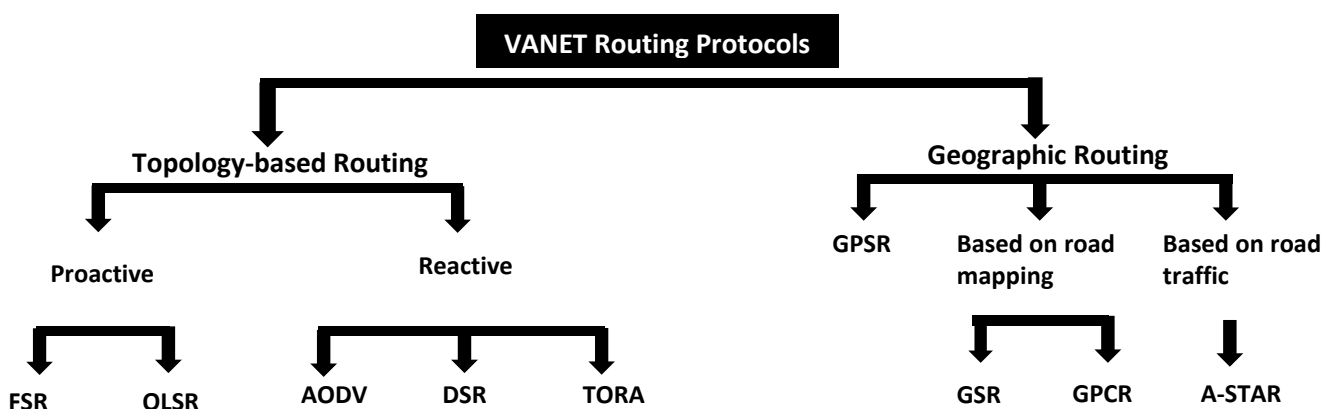 VANET Routing Protocols
Topology-based Routing
Geographic Routing
GPSR
Based on road
mapping
Based on road
traffic
Proactive
Reactive
FSR
OLSR
AODV
DSR
TORA
GSR
GPCR
A-STAR